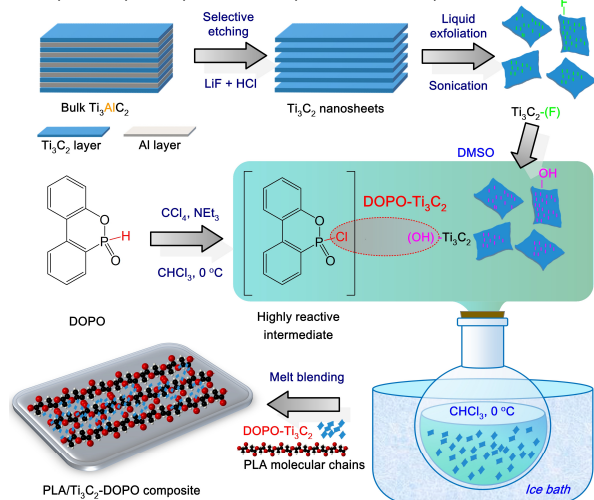 Selective
etching
LiF + HCl
Liquid
exfoliation
Sonication
F
Bulk Ti3AlC2
Ti3C2 nanosheets
Ti3C2-(F)
Ti3C2 layer
Al layer
DMSO
OH
DOPO-Ti3C2
CCl4, NEt3
CHCl3, 0 ºC
O
P
H
O
O
P
Cl
O
(OH)
Ti3C2
DOPO
Highly reactive
intermediate
Melt blending
DOPO-Ti3C2
PLA molecular chains
CHCl3, 0 ºC
Ice bath
PLA/Ti3C2-DOPO composite